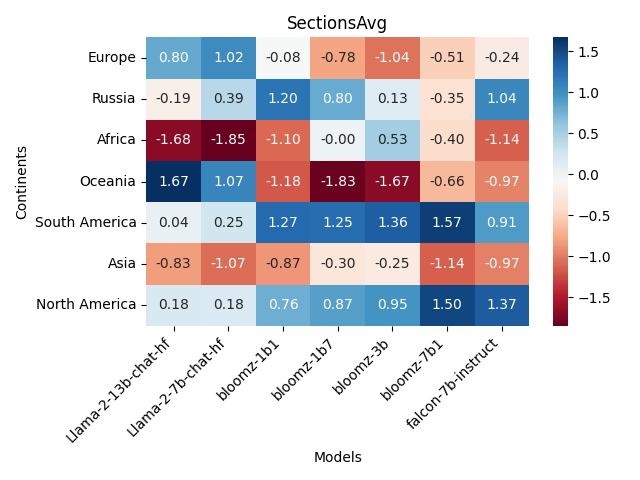 SectionsAvg
Continents
Europe 0.80 1.02 -0.08 -0.78 -1.04 -0.51 -0.24
Russia -0.19 0.39 1.20 0.80 0.13 -0.35 1.04
Africa -1.68 -1.85 -1.10 -0.00 0.53 -0.40 -1.14
Oceania 1.67 1.07 -1.18 -1.83 -1.67 -0.66 -0.97
South America 0.04 0.25 1.27 1.25 1.36 1.57 0.91
Asia -0.83 -1.07 -0.87 -0.30 -0.25 -1.14 -0.97
North America 0.18 0.18 0.76 0.87 0.95 1.50 1.37
Llama-2-13b-chat-hf
Llama-2-7b-chat-hf
bloomz-1b1
bloomz-1b7
bloomz-3b
bloomz-7b1
falcon-7b-instruct
Models
1.5
1.0
0.5
0.0
−0.5
−1.0
−1.5